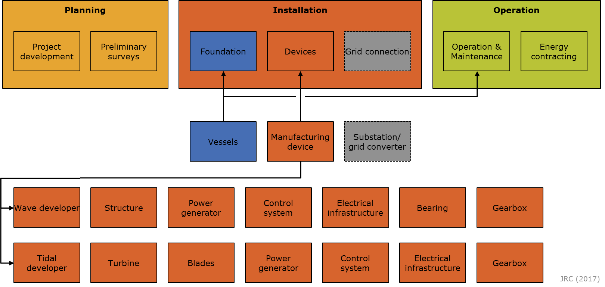 Planning
Installation
Operation
Project
development
Preliminary
surveys
Foundation
Devices
Grid connection
Operation &
Maintenance
Energy
contracting
Vessels
Manufacturing
device
Substation/
grid converter
Wave developer
Structure
Power
generator
Control
system
Electrical
infrastructure
Bearing
Gearbox
Tidal
developer
Turbine
Blades
Power
generator
Control
system
Electrical
Infrastructure
Gearbox
JRC (2017)